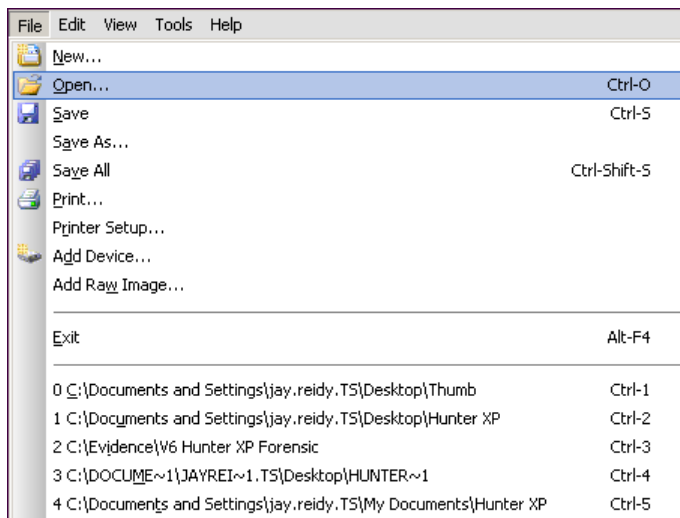 File Edit View Tools Help
New...
Open... Ctrl-O
Save Ctrl-S
Save As...
Save All Ctrl-Shift-S
Print...
Printer Setup...
Add Device...
Add Raw Image...
Exit Alt-F4
0 C:\Documents and Settings\jay.reidy.TS\Desktop\Thumb Ctrl-1
1 C:\Documents and Settings\jay.reidy.TS\Desktop\Hunter XP Ctrl-2
2 C:\Evidence\V6 Hunter XP Forensic Ctrl-3
3 C:\DOCUME~1\JAYREI~1.TS\Desktop\HUNTER~1 Ctrl-4
4 C:\Documents and Settings\jay.reidy.TS\My Documents\Hunter XP Ctrl-5